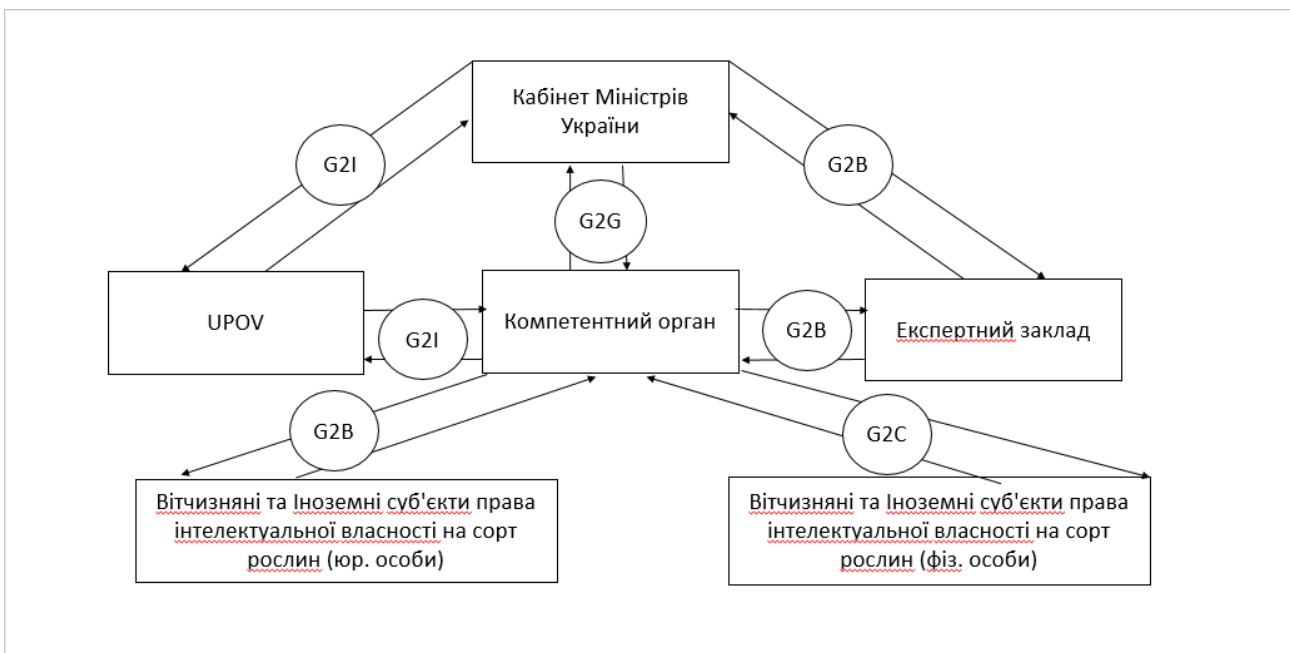 Кабінет Міністрів
України
G2I
G2B
G2G
UPOV
Компетентний орган
Експертний заклад
G2I
G2B
G2B
G2C
Вітчизняні та Іноземні суб'єкти права
інтелектуальної власності на сорт
рослин (юр. особи)
Вітчизняні та Іноземні суб'єкти права
інтелектуальної власності на сорт
рослин (фіз. особи)